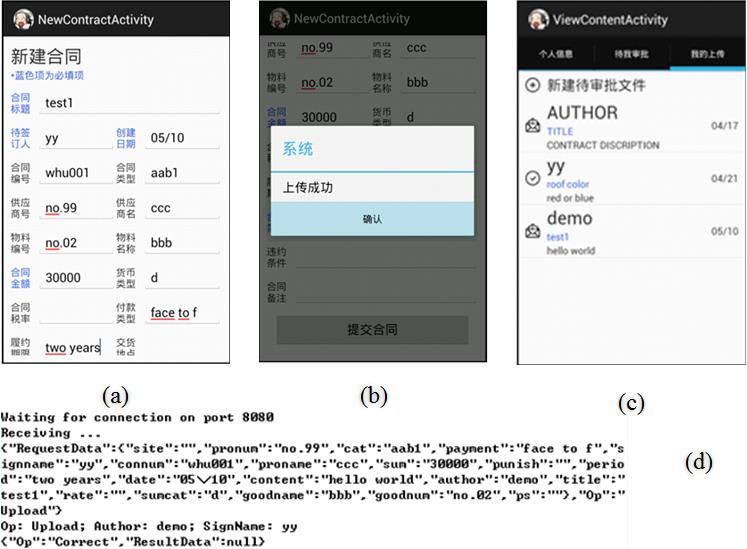 NewContractActivity
新建合同
*蓝色项为必填项
合同标题 test1
待签订人 yy 创建日期 05/10
合同编号 whu001 合同类型 aab1
供应商号 no.99 供应商名 ccc
物料编号 no.02 物料名称 bbb
合同金额 30000 货币类型 d
合同税率 付款类型 face to f
履约期限 two years 交货地点
(a)
NewContractActivity
供应商号 no.99 供应商名 ccc
物料编号 no.02 物料名称 bbb
合同金额 30000 货币类型 d
系统
上传成功
确认
违约条件
合同备注
提交合同
(b)
ViewContentActivity
个人信息 待我审批 我的上传
新建待审批文件
AUTHOR
TITLE 04/17
CONTRACT DISCRIPTION
yy
roof color 04/21
red or blue
demo
test1 05/10
hello world
(c)
Waiting for connection on port 8080
Receiving ...
{"RequestData":{"site":"","pronum":"no.99","cat":"aab1","payment":"face to f","s
ignname":"yy","connum":"whu001","proname":"ccc","sum":"30000","punish":"","perio
d":"two years","date":"05\/10","content":"hello world","author":"demo","title":"
test1","rate":"","sumcat":"d","goodname":"bbb","goodnum":"no.02","ps":""},"Op":"
Upload"}
Op: Upload; Author: demo; SignName: yy
{"Op":"Correct","ResultData":null}
(d)